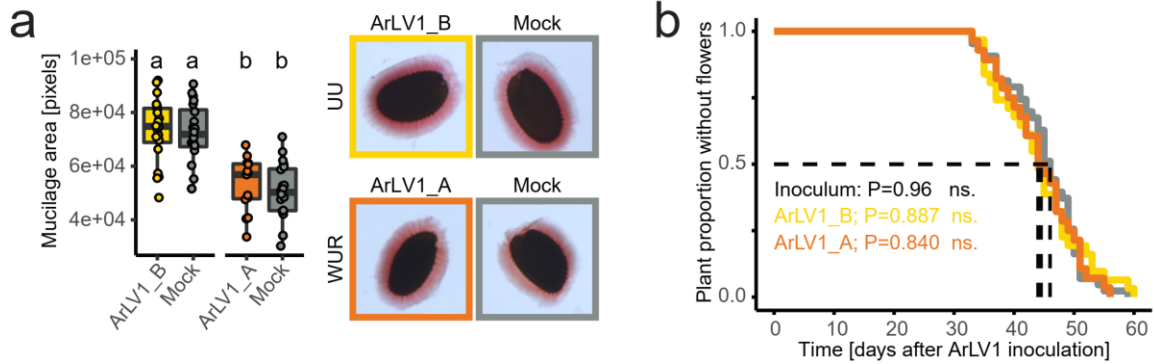 a
Mucilage area [pixels]
1e+05
8e+04
6e+04
4e+04
a a b b
ArLV1_B
Mock
ArLV1_A
Mock
ArLV1_B Mock
UU
ArLV1_A Mock
WUR
b
Plant proportion without flowers
1.0
0.5
0.0
Inoculum: P=0.96 ns.
ArLV1_B; P=0.887 ns.
ArLV1_A; P=0.840 ns.
0 10 20 30 40 50 60
Time [days after ArLV1 inoculation]